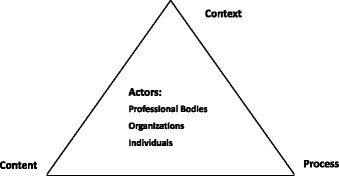 Context
Actors:
Professional Bodies
Organizations
Individuals
Content
Process